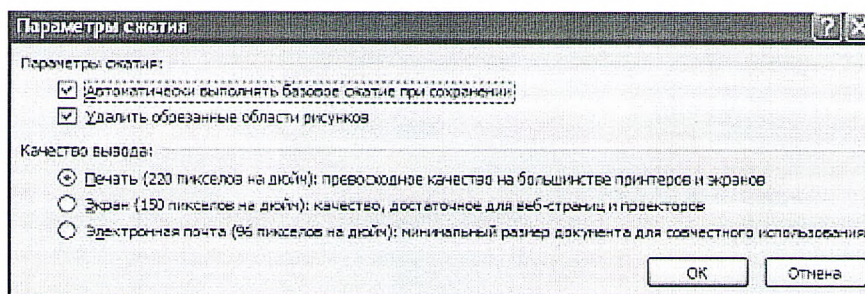 Параметры сжатия
Параметры сжатия:
Автоматически выполнять базовое сжатие при сохранении
Удалить обрезанные области рисунков
Качество вывода:
Печать (220 пикселов на дюйм): превосходное качество на большинстве принтеров и экранов
Экран (150 пикселов на дюйм): качество, достаточное для веб-страниц и проекторов
Электронная почта (96 пикселов на дюйм): минимальный размер документа для совместного использования
ОК
Отмена